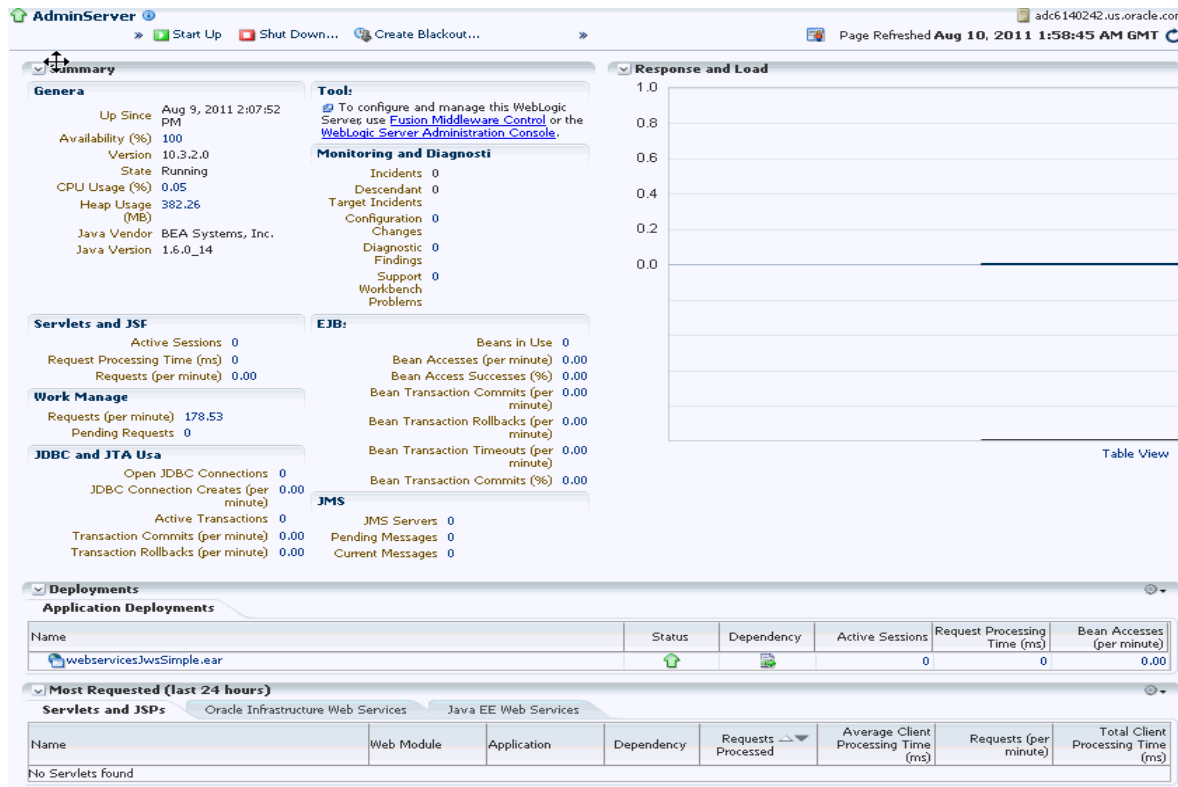 AdminServer
adc6140242.us.oracle.cor
» Start Up Shut Down... Create Blackout... »
Page Refreshed Aug 10, 2011 1:58:45 AM GMT
Summary
Genera
Up Since Aug 9, 2011 2:07:52
PM
Availability (%) 100
Version 10.3.2.0
State Running
CPU Usage (%) 0.05
Heap Usage 382.26
(MB)
Java Vendor BEA Systems, Inc.
Java Version 1.6.0_14
Tool:
To configure and manage this WebLogic
Server, use Fusion Middleware Control or the
WebLogic Server Administration Console.
Monitoring and Diagnosti
Incidents 0
Descendant 0
Target Incidents
Configuration 0
Changes
Diagnostic 0
Findings
Support 0
Workbench
Problems
Servlets and JSF
Active Sessions 0
Request Processing Time (ms) 0
Requests (per minute) 0.00
Work Manage
Requests (per minute) 178.53
Pending Requests 0
JDBC and JTA Usa
Open JDBC Connections 0
JDBC Connection Creates (per 0.00
minute)
Active Transactions 0
Transaction Commits (per minute) 0.00
Transaction Rollbacks (per minute) 0.00
EJB:
Beans in Use 0
Bean Accesses (per minute) 0.00
Bean Access Successes (%) 0.00
Bean Transaction Commits (per 0.00
minute)
Bean Transaction Rollbacks (per 0.00
minute)
Bean Transaction Timeouts (per 0.00
minute)
Bean Transaction Commits (%) 0.00
JMS
JMS Servers 0
Pending Messages 0
Current Messages 0
Response and Load
1.0
0.8
0.6
0.4
0.2
0.0
Table View
Deployments
Application Deployments
Name Status Dependency Active Sessions Request Processing Time (ms) Bean Accesses (per minute)
webservicesJwsSimple.ear 0 0 0.00
Most Requested (last 24 hours)
Servlets and JSPs Oracle Infrastructure Web Services Java EE Web Services
Name Web Module Application Dependency Requests Processed Average Client Processing Time (ms) Requests (per minute) Total Client Processing Time (ms)
No Servlets found